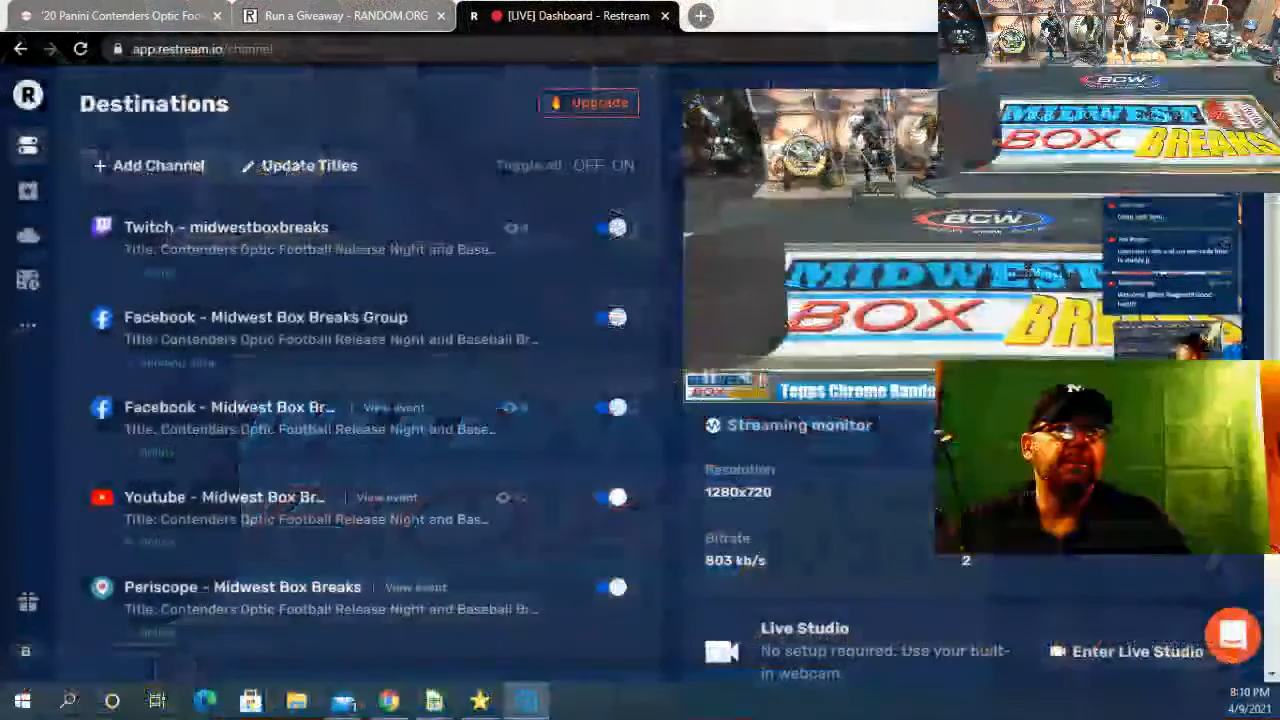 '20 Panini Contenders Optic Foo
Run a Giveaway - RANDOM.ORG
[LIVE] Dashboard - Restream
app.restream.io/channel
Destinations
Upgrade
+ Add Channel
Update Titles
Toggle all OFF ON
Twitch - midwestboxbreaks
Title: Contenders Optic Football Release Night and Base...
Facebook - Midwest Box Breaks Group
Title: Contenders Optic Football Release Night and Baseball Br...
Facebook - Midwest Box Br... | View event
Title: Contenders Optic Football Release Night and Base...
Youtube - Midwest Box Br... | View event
Title: Contenders Optic Football Release Night and Bas...
Periscope - Midwest Box Breaks | View event
Title: Contenders Optic Football Release Night and Baseball Br...
BCW
MIDWEST
BOX BREAKS
BCW
MIDWEST
BOX BRE
Topps Chrome Rando
Streaming monitor
Resolution
1280x720
Bitrate
803 kb/s
2
Live Studio
No setup required. Use your built-
in webcam.
Enter Live Studio
8:10 PM
4/9/2021